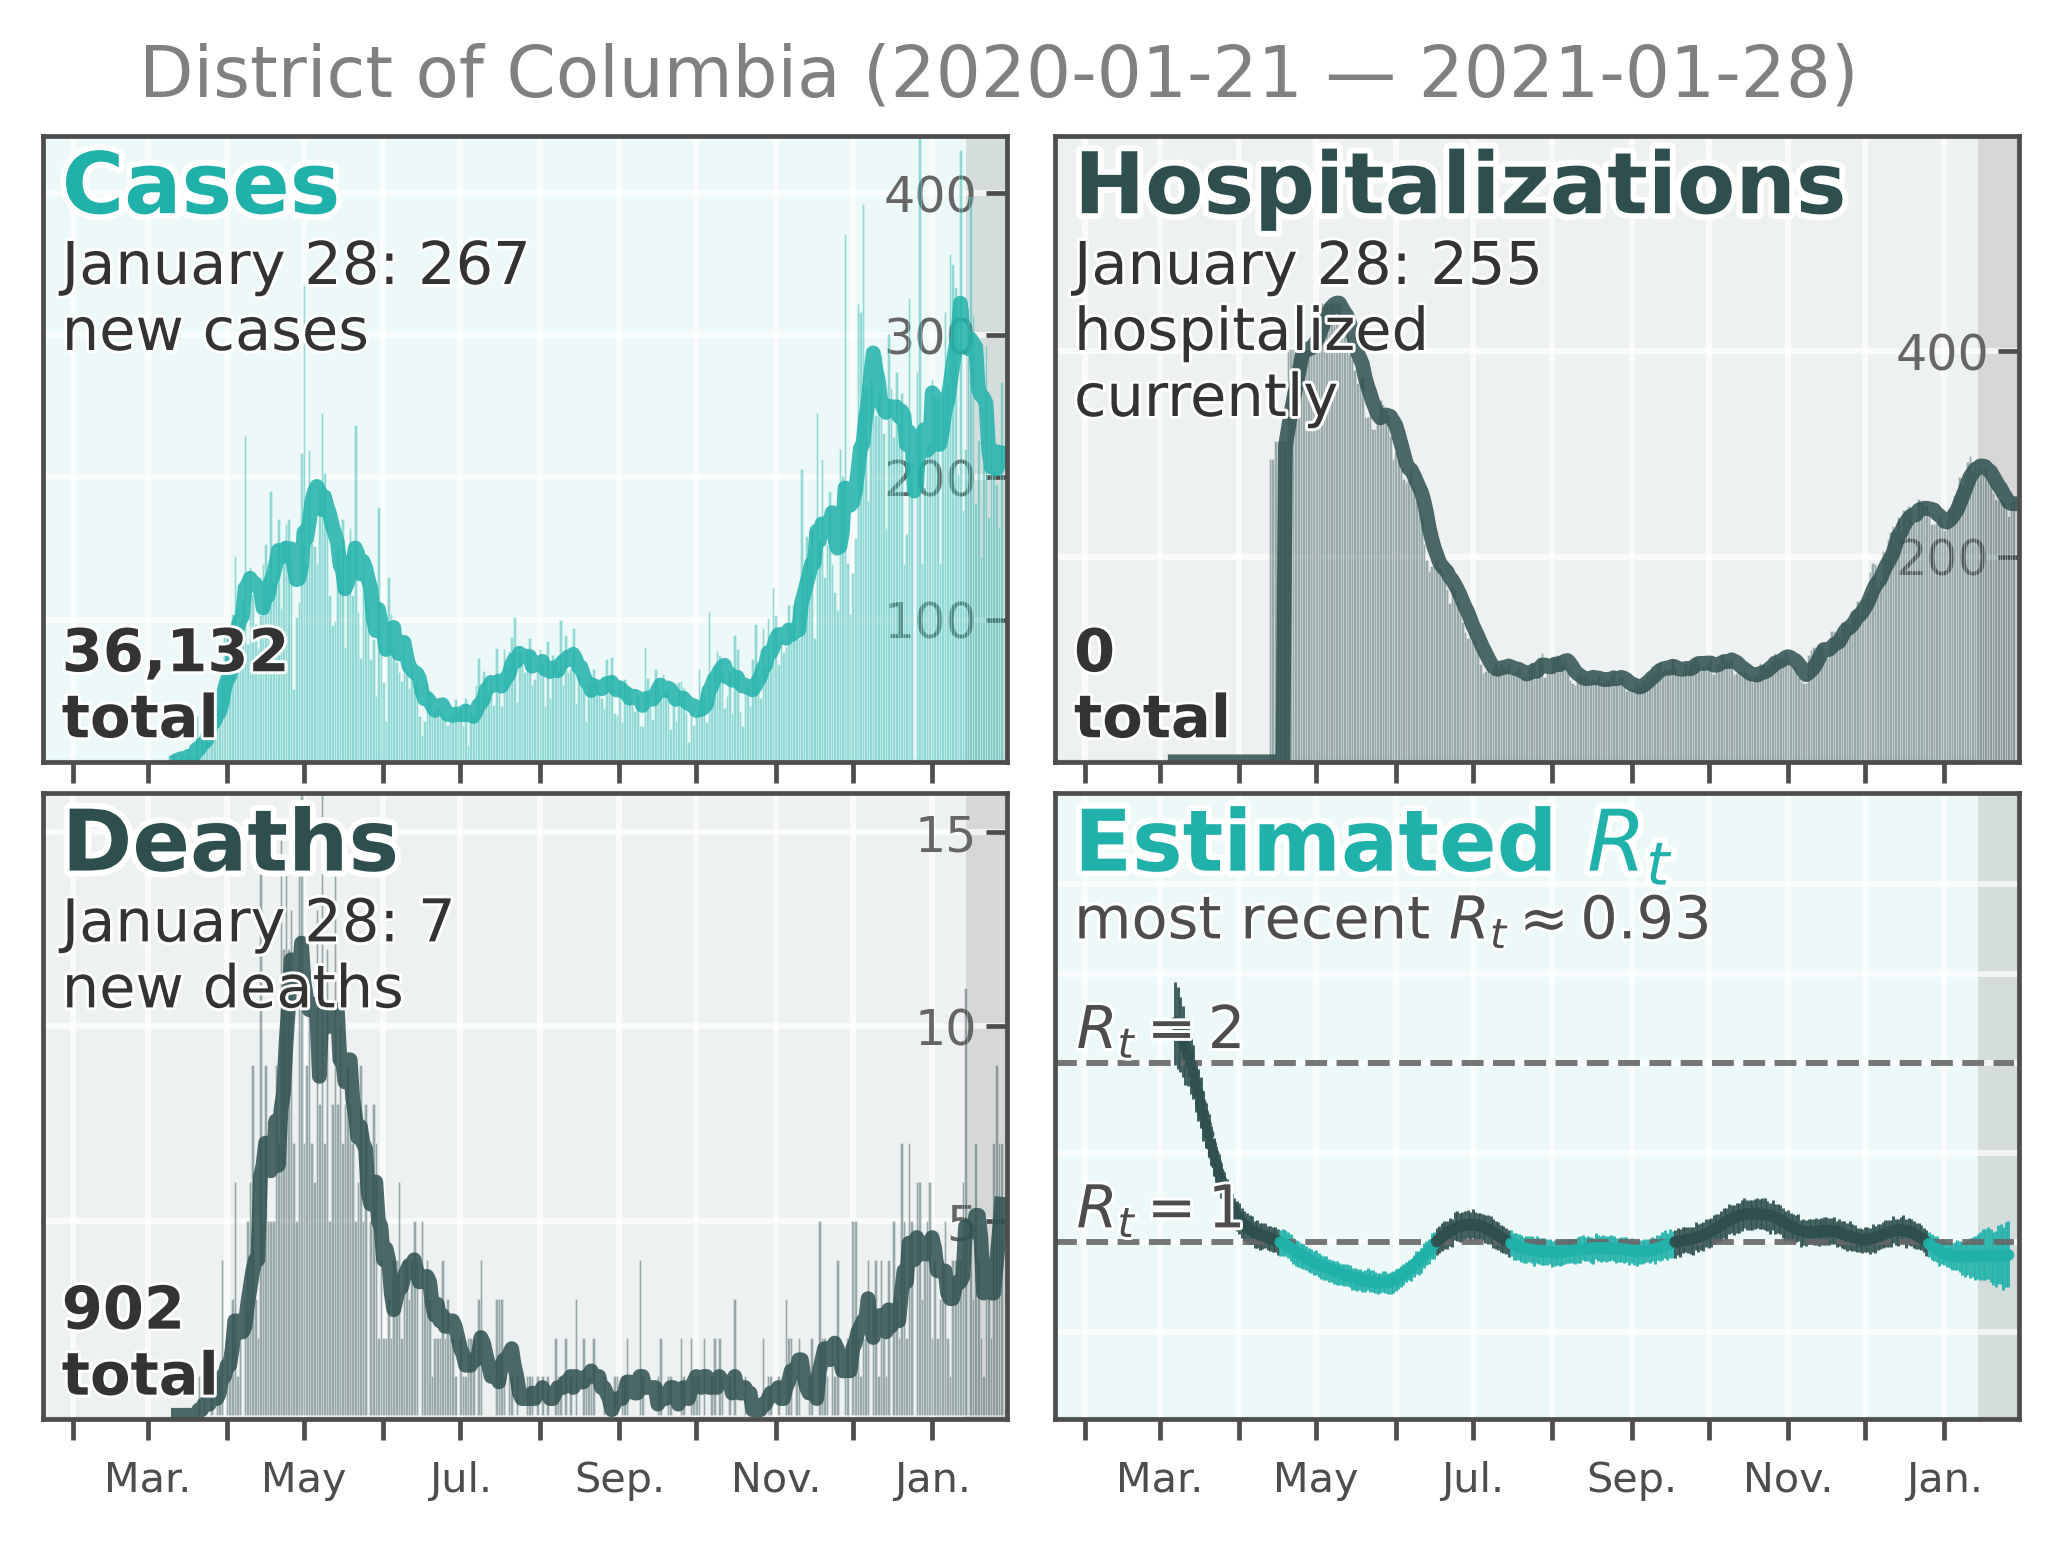 District of Columbia (2020-01-21 — 2021-01-28)
Cases
January 28: 267
new cases
400
300
200
100
36,132
total
Hospitalizations
January 28: 255
hospitalized
currently
400
200
0
total
Deaths
January 28: 7
new deaths
15
10
5
902
total
Mar. May Jul. Sep. Nov. Jan.
Estimated Rₜ
most recent Rₜ ≈ 0.93
Rₜ = 2
Rₜ = 1
Mar. May Jul. Sep. Nov. Jan.